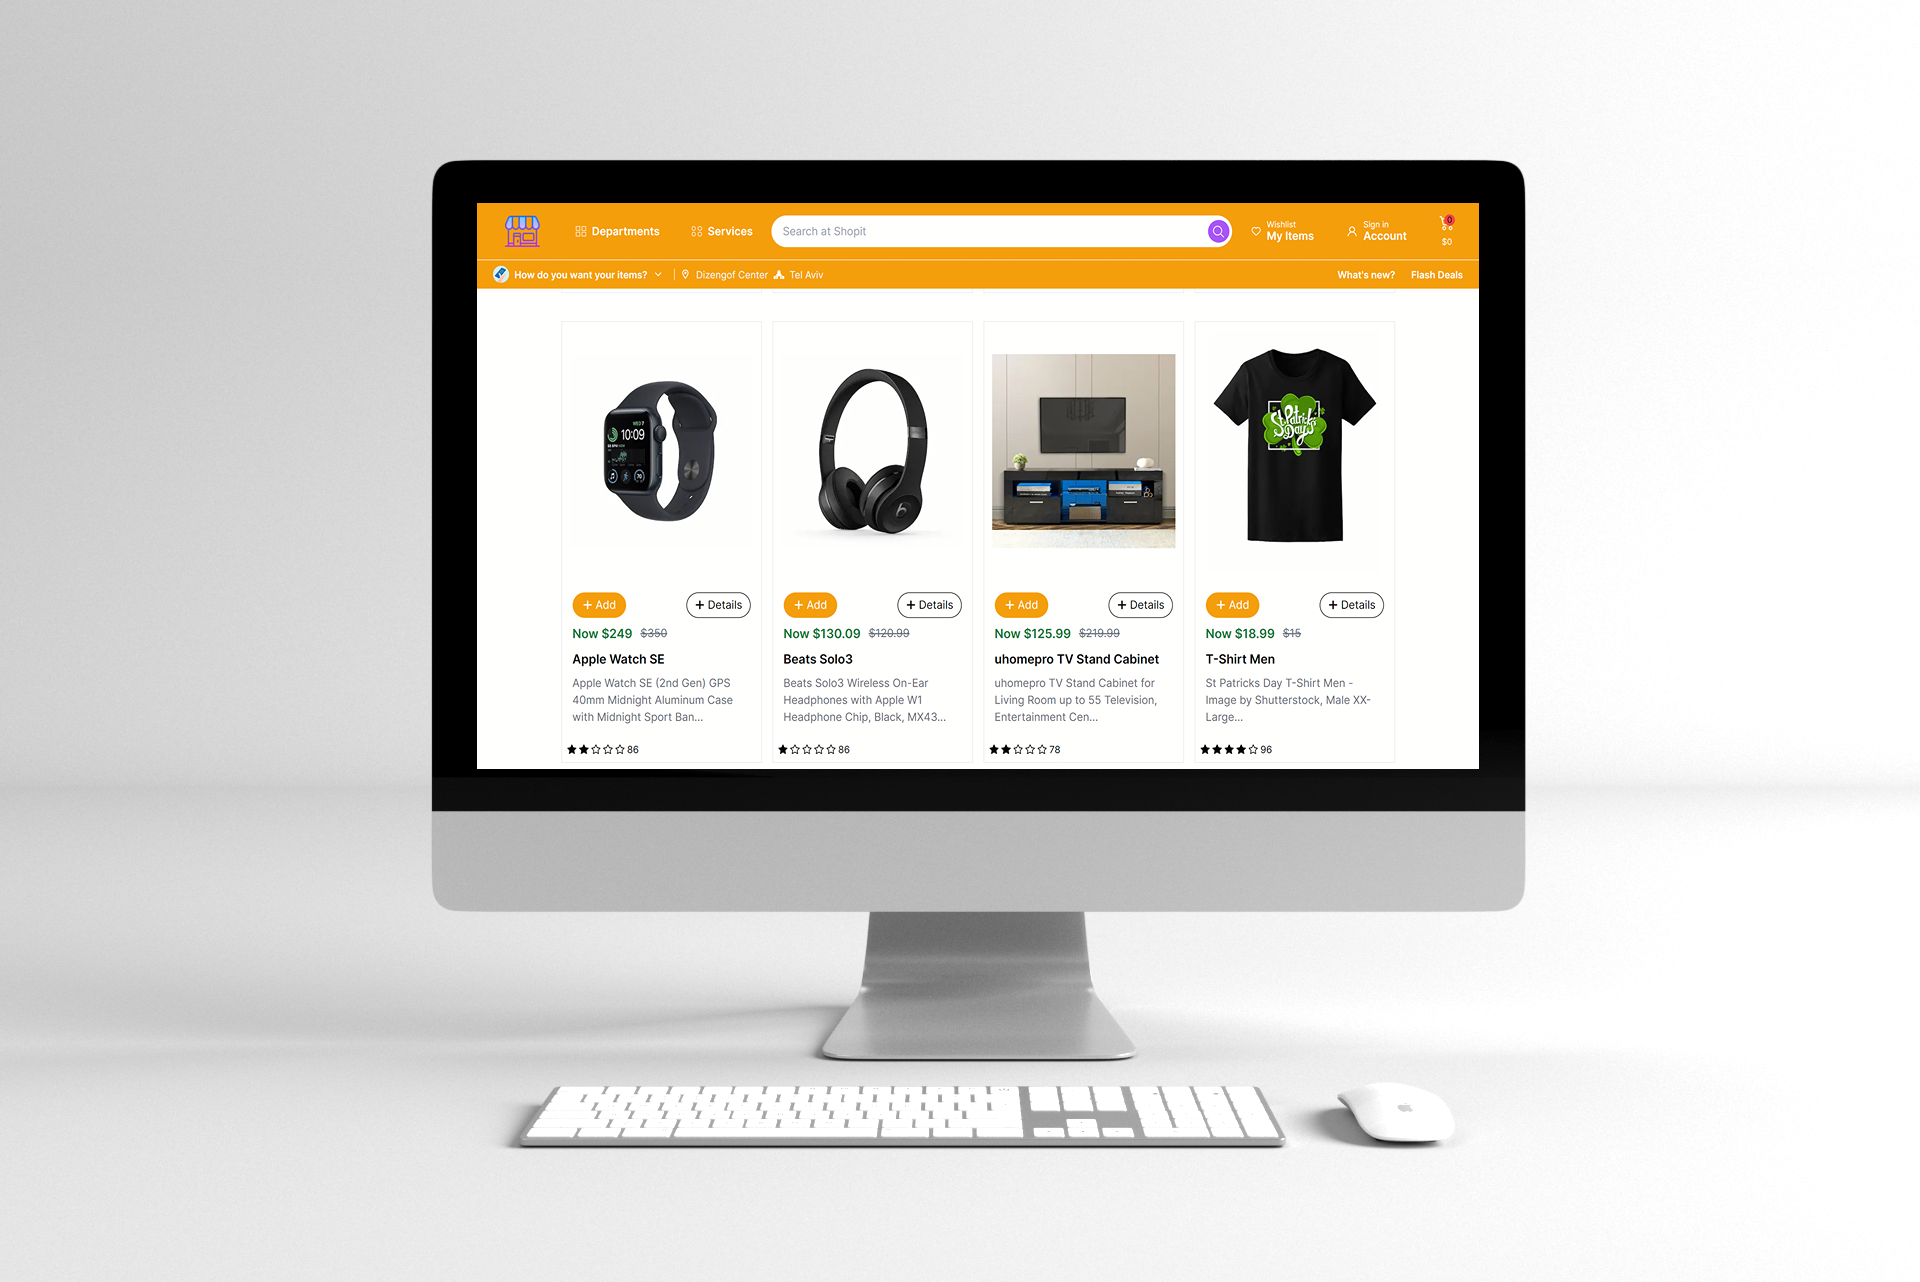 Departments
Services
Search at Shopit
Wishlist
My Items
Sign in
Account
0
$0
How do you want your items?
Dizengof Center
Tel Aviv
What's new?
Flash Deals
WED 7
10:09
St Patrick's
Day
+ Add
+ Details
Now $249 $350
Apple Watch SE
Apple Watch SE (2nd Gen) GPS
40mm Midnight Aluminum Case
with Midnight Sport Ban...
86
+ Add
+ Details
Now $130.09 $120.99
Beats Solo3
Beats Solo3 Wireless On-Ear
Headphones with Apple W1
Headphone Chip, Black, MX43...
86
+ Add
+ Details
Now $125.99 $219.99
uhomepro TV Stand Cabinet
uhomepro TV Stand Cabinet for
Living Room up to 55 Television,
Entertainment Cen...
78
+ Add
+ Details
Now $18.99 $15
T-Shirt Men
St Patricks Day T-Shirt Men -
Image by Shutterstock, Male XX-
Large...
96